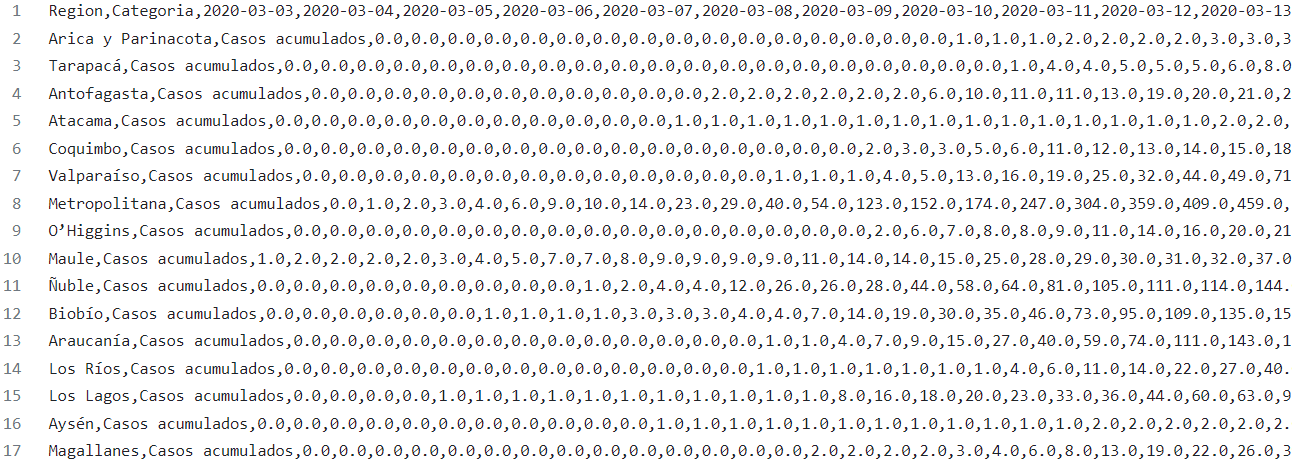 1 Region,Categoria,2020-03-03,2020-03-04,2020-03-05,2020-03-06,2020-03-07,2020-03-08,2020-03-09,2020-03-10,2020-03-11,2020-03-12,2020-03-13
2 Arica y Parinacota,Casos acumulados,0.0,0.0,0.0,0.0,0.0,0.0,0.0,0.0,0.0,0.0,0.0,0.0,0.0,0.0,0.0,0.0,1.0,1.0,1.0,2.0,2.0,2.0,2.0,3.0,3.0,3
3 Tarapacá,Casos acumulados,0.0,0.0,0.0,0.0,0.0,0.0,0.0,0.0,0.0,0.0,0.0,0.0,0.0,0.0,0.0,0.0,0.0,0.0,0.0,0.0,1.0,4.0,4.0,5.0,5.0,5.0,6.0,8.0
4 Antofagasta,Casos acumulados,0.0,0.0,0.0,0.0,0.0,0.0,0.0,0.0,0.0,0.0,0.0,2.0,2.0,2.0,2.0,2.0,2.0,6.0,10.0,11.0,11.0,13.0,19.0,20.0,21.0,2
5 Atacama,Casos acumulados,0.0,0.0,0.0,0.0,0.0,0.0,0.0,0.0,0.0,0.0,0.0,1.0,1.0,1.0,1.0,1.0,1.0,1.0,1.0,1.0,1.0,1.0,1.0,1.0,1.0,1.0,2.0,2.0,
6 Coquimbo,Casos acumulados,0.0,0.0,0.0,0.0,0.0,0.0,0.0,0.0,0.0,0.0,0.0,0.0,0.0,0.0,0.0,0.0,2.0,3.0,3.0,5.0,6.0,11.0,12.0,13.0,14.0,15.0,18
7 Valparaíso,Casos acumulados,0.0,0.0,0.0,0.0,0.0,0.0,0.0,0.0,0.0,0.0,0.0,0.0,0.0,1.0,1.0,1.0,4.0,5.0,13.0,16.0,19.0,25.0,32.0,44.0,49.0,71
8 Metropolitana,Casos acumulados,0.0,1.0,2.0,3.0,4.0,6.0,9.0,10.0,14.0,23.0,29.0,40.0,54.0,123.0,152.0,174.0,247.0,304.0,359.0,409.0,459.0,
9 O’Higgins,Casos acumulados,0.0,0.0,0.0,0.0,0.0,0.0,0.0,0.0,0.0,0.0,0.0,0.0,0.0,0.0,0.0,0.0,2.0,6.0,7.0,8.0,8.0,9.0,11.0,14.0,16.0,20.0,21
10 Maule,Casos acumulados,1.0,2.0,2.0,2.0,2.0,3.0,4.0,5.0,7.0,7.0,8.0,9.0,9.0,9.0,9.0,11.0,14.0,14.0,15.0,25.0,28.0,29.0,30.0,31.0,32.0,37.0
11 Ñuble,Casos acumulados,0.0,0.0,0.0,0.0,0.0,0.0,0.0,0.0,0.0,1.0,2.0,4.0,4.0,12.0,26.0,26.0,28.0,44.0,58.0,64.0,81.0,105.0,111.0,114.0,144.
12 Biobío,Casos acumulados,0.0,0.0,0.0,0.0,0.0,0.0,1.0,1.0,1.0,1.0,3.0,3.0,3.0,4.0,4.0,7.0,14.0,19.0,30.0,35.0,46.0,73.0,95.0,109.0,135.0,15
13 Araucanía,Casos acumulados,0.0,0.0,0.0,0.0,0.0,0.0,0.0,0.0,0.0,0.0,0.0,0.0,0.0,1.0,1.0,4.0,7.0,9.0,15.0,27.0,40.0,59.0,74.0,111.0,143.0,1
14 Los Ríos,Casos acumulados,0.0,0.0,0.0,0.0,0.0,0.0,0.0,0.0,0.0,0.0,0.0,0.0,0.0,1.0,1.0,1.0,1.0,1.0,1.0,1.0,4.0,6.0,11.0,14.0,22.0,27.0,40.
15 Los Lagos,Casos acumulados,0.0,0.0,0.0,0.0,1.0,1.0,1.0,1.0,1.0,1.0,1.0,1.0,1.0,1.0,1.0,8.0,16.0,18.0,20.0,23.0,33.0,36.0,44.0,60.0,63.0,9
16 Aysén,Casos acumulados,0.0,0.0,0.0,0.0,0.0,0.0,0.0,0.0,0.0,0.0,0.0,1.0,1.0,1.0,1.0,1.0,1.0,1.0,1.0,1.0,1.0,1.0,1.0,2.0,2.0,2.0,2.0,2.0,2.
17 Magallanes,Casos acumulados,0.0,0.0,0.0,0.0,0.0,0.0,0.0,0.0,0.0,0.0,0.0,0.0,0.0,0.0,2.0,2.0,2.0,2.0,3.0,4.0,6.0,8.0,13.0,19.0,22.0,26.0,3